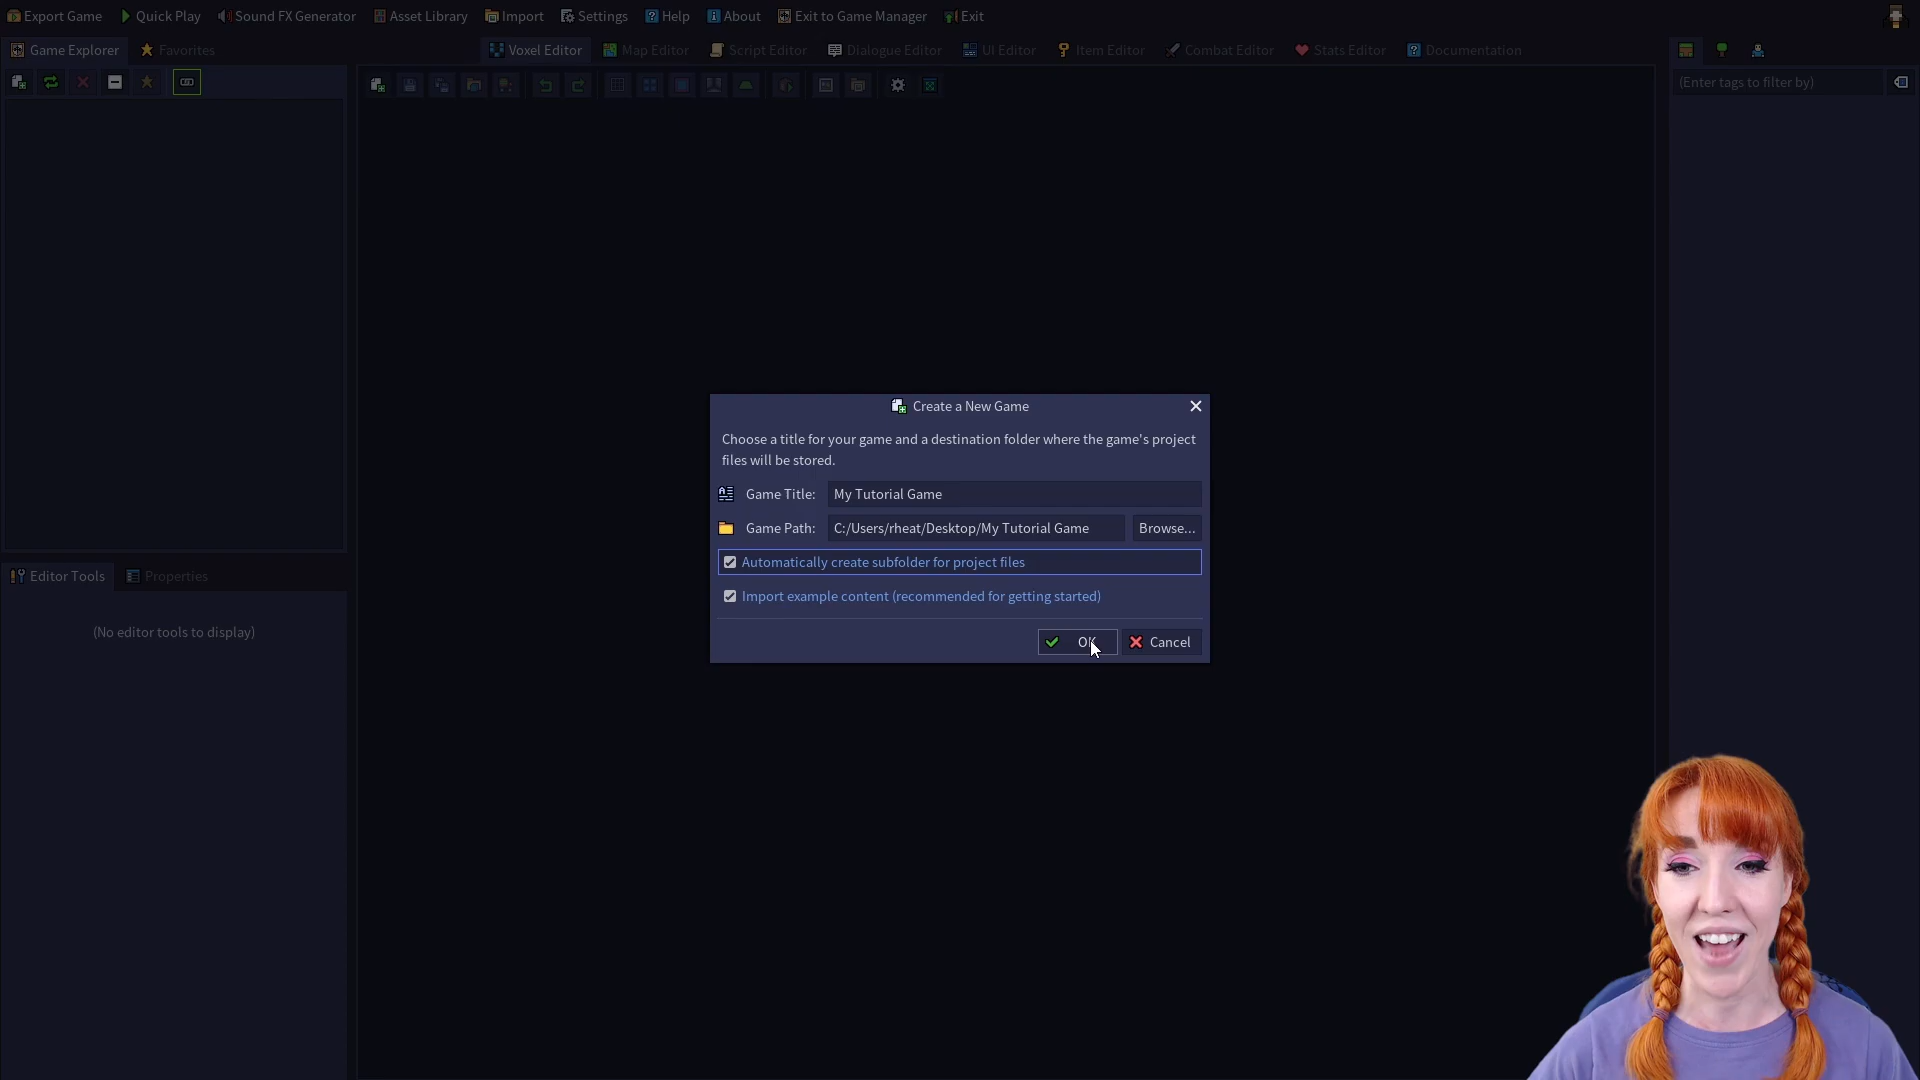 Export Game Quick Play Sound FX Generator Asset Library Import Settings Help About Exit to Game Manager Exit
Game Explorer Favorites Voxel Editor Map Editor Script Editor Dialogue Editor UI Editor Item Editor Combat Editor Stats Editor Documentation
(Enter tags to filter by)
Create a New Game
Choose a title for your game and a destination folder where the game's project
files will be stored.
Game Title: My Tutorial Game
Game Path: C:/Users/rheat/Desktop/My Tutorial Game Browse...
Automatically create subfolder for project files
Editor Tools Properties
Import example content (recommended for getting started)
(No editor tools to display)
OK Cancel